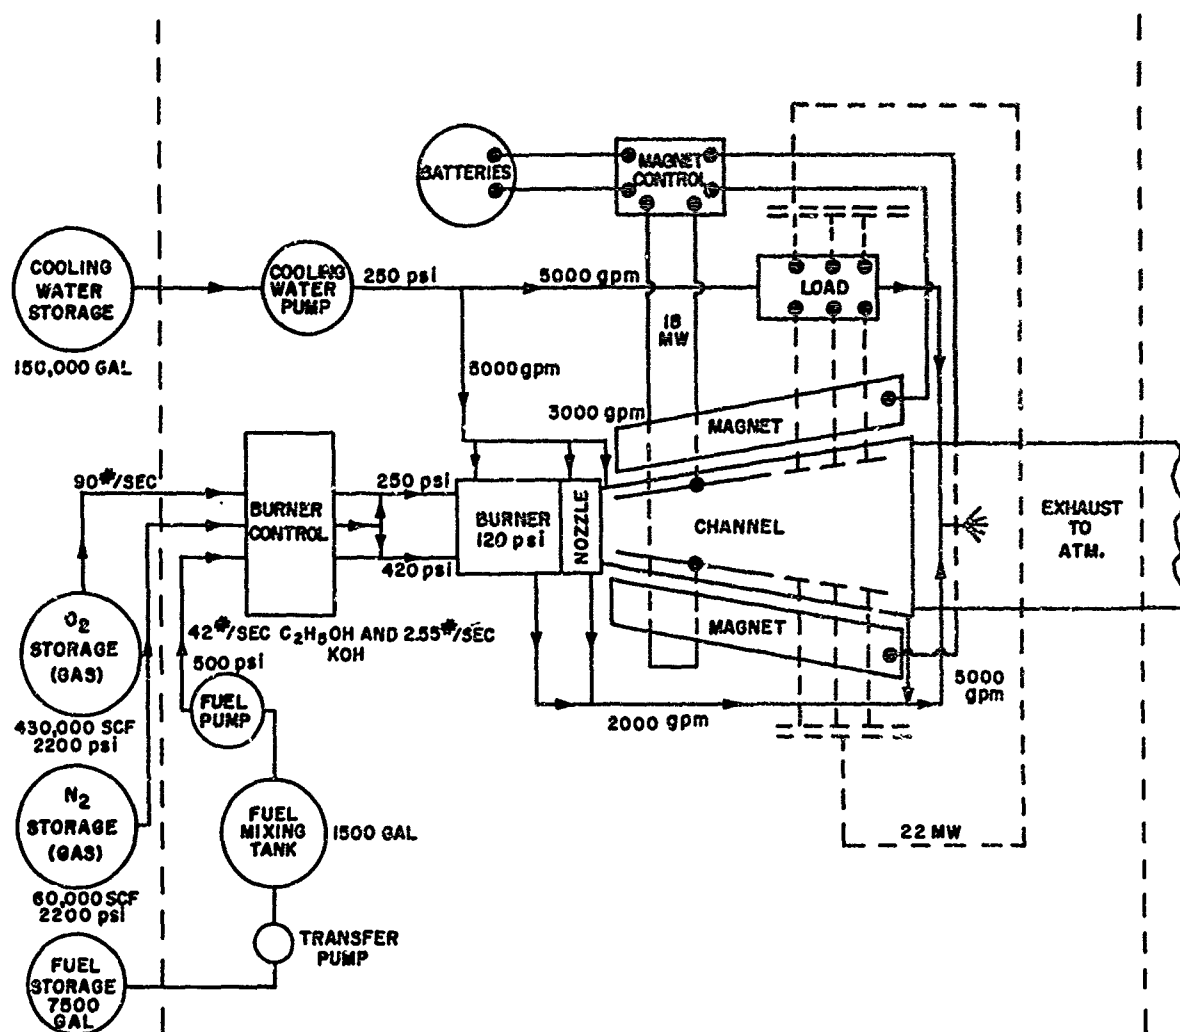 BATTERIES
MAGNET
CONTROL
COOLING
WATER
STORAGE
150,000 GAL
COOLING
WATER
PUMP
250 psi
5000 gpm
LOAD
18
MW
5000 gpm
3000 gpm
MAGNET
90#/SEC
BURNER
CONTROL
250 psi
420 psi
BURNER
120 psi
NOZZLE
CHANNEL
EXHAUST
TO
ATM.
O2
STORAGE
(GAS)
430,000 SCF
2200 psi
42#/SEC C2H5OH AND 2.55#/SEC
KOH
500 psi
FUEL
PUMP
MAGNET
5000
gpm
2000 gpm
N2
STORAGE
(GAS)
60,000 SCF
2200 psi
FUEL
MIXING
TANK
1500 GAL
22 MW
TRANSFER
PUMP
FUEL
STORAGE
7500
GAL